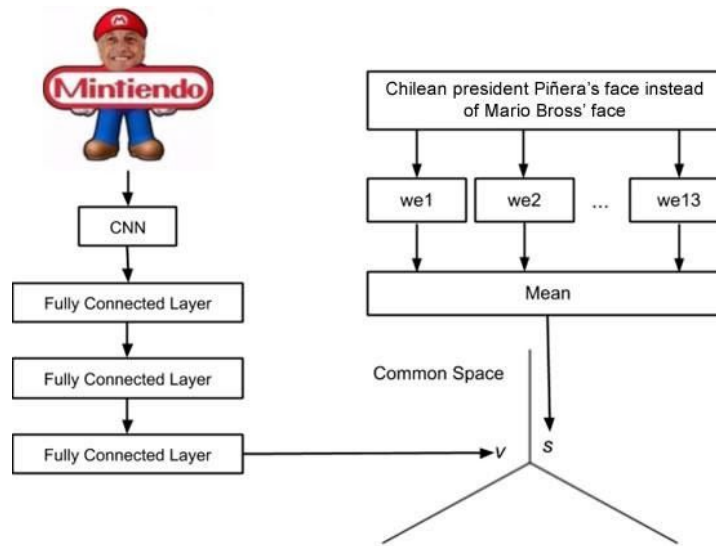 M
Mintiendo
CNN
Fully Connected Layer
Fully Connected Layer
Fully Connected Layer
Chilean president Piñera's face instead
of Mario Bross' face
we1
we2
...
we13
Mean
Common Space
v
s